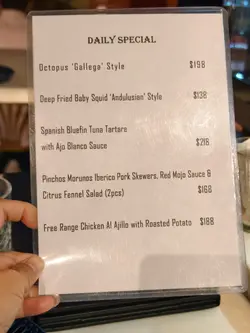 DAILY SPECIAL
Octopus 'Gallega' Style $198
Deep Fried Baby Squid 'Andulusian' Style $138
Spanish Bluefin Tuna Tartare
with Ajo Blanco Sauce $218
Pinchos Morunos Iberico Pork Skewers, Red Mojo Sauce &
Citrus Fennel Salad (2pcs) $168
Free Range Chicken Al Ajillo with Roasted Potato $188